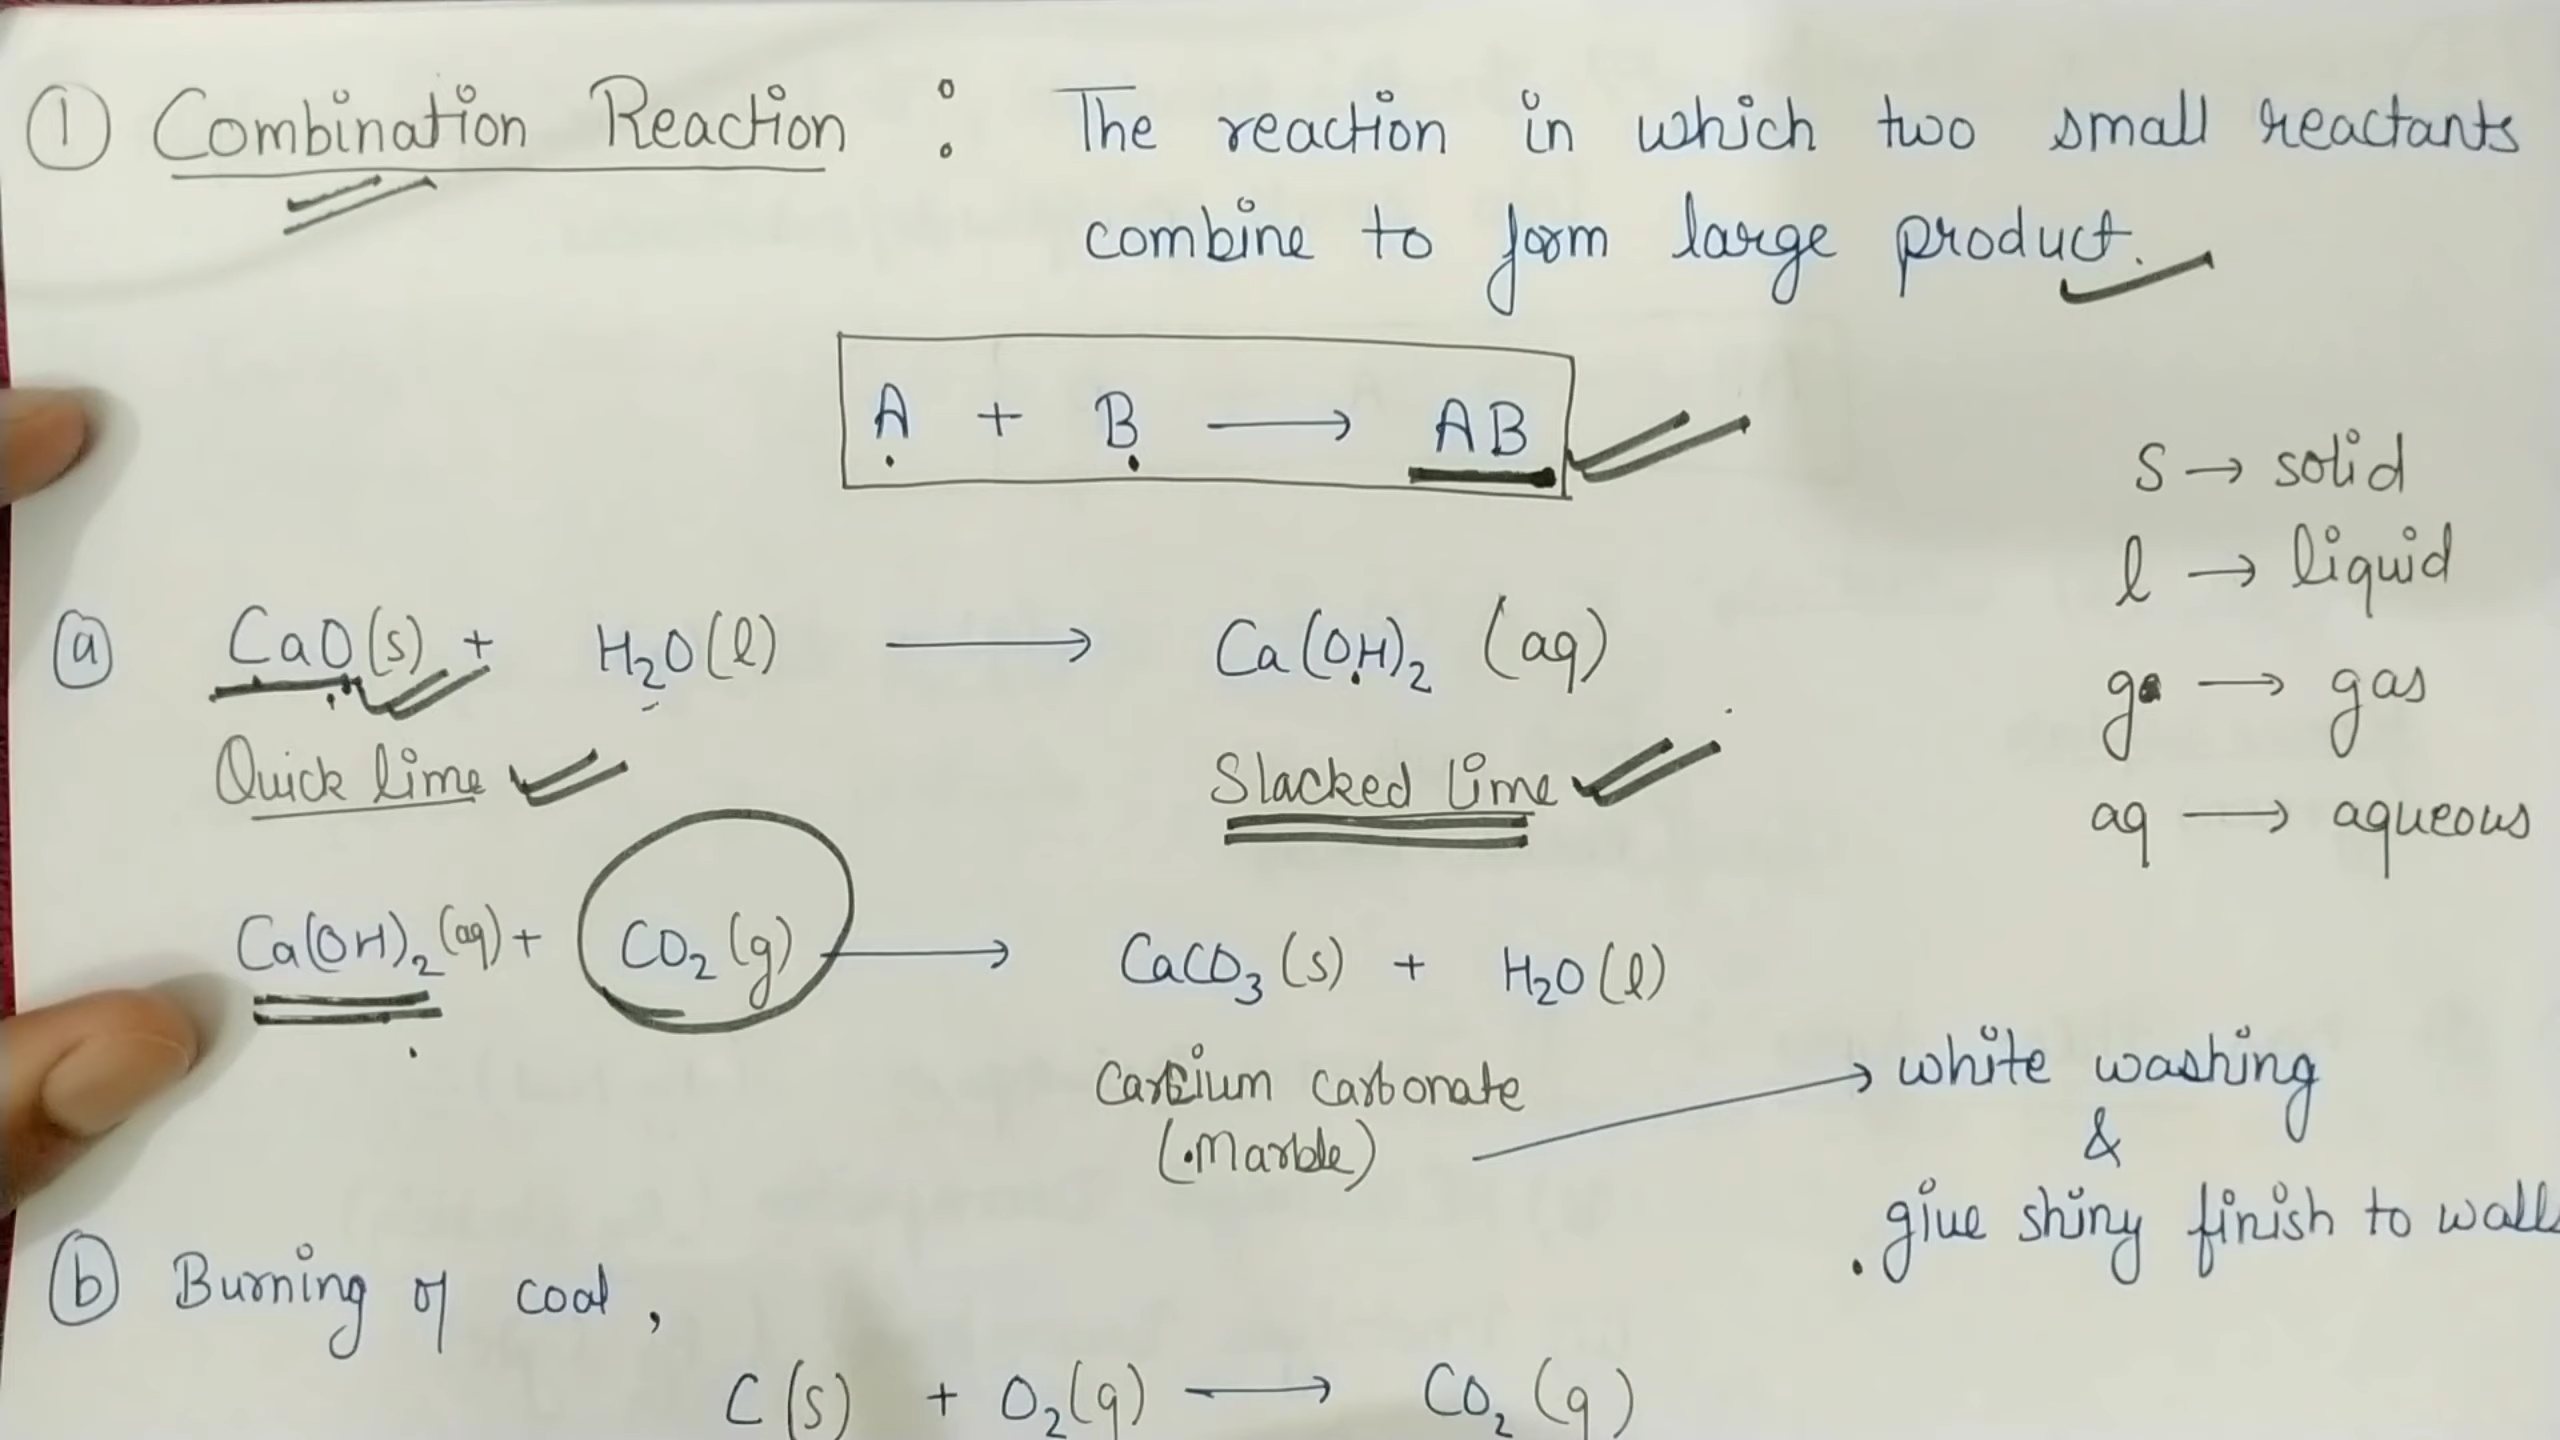 ① Combination Reaction : The reaction in which two small reactants
combine to form large product.
A + B → AB
s → solid
l → liquid
g → gas
aq → aqueous
ⓐ CaO(s) + H₂O(l) → Ca(OH)₂ (aq)
Quick lime Slacked lime
Ca(OH)₂(aq) + CO₂(g) → CaCO₃(s) + H₂O(l)
carbonate
(Marble) → white washing
&
give shiny finish to walls
ⓑ Burning of coal,
C(s) + O₂(g) → CO₂(g)